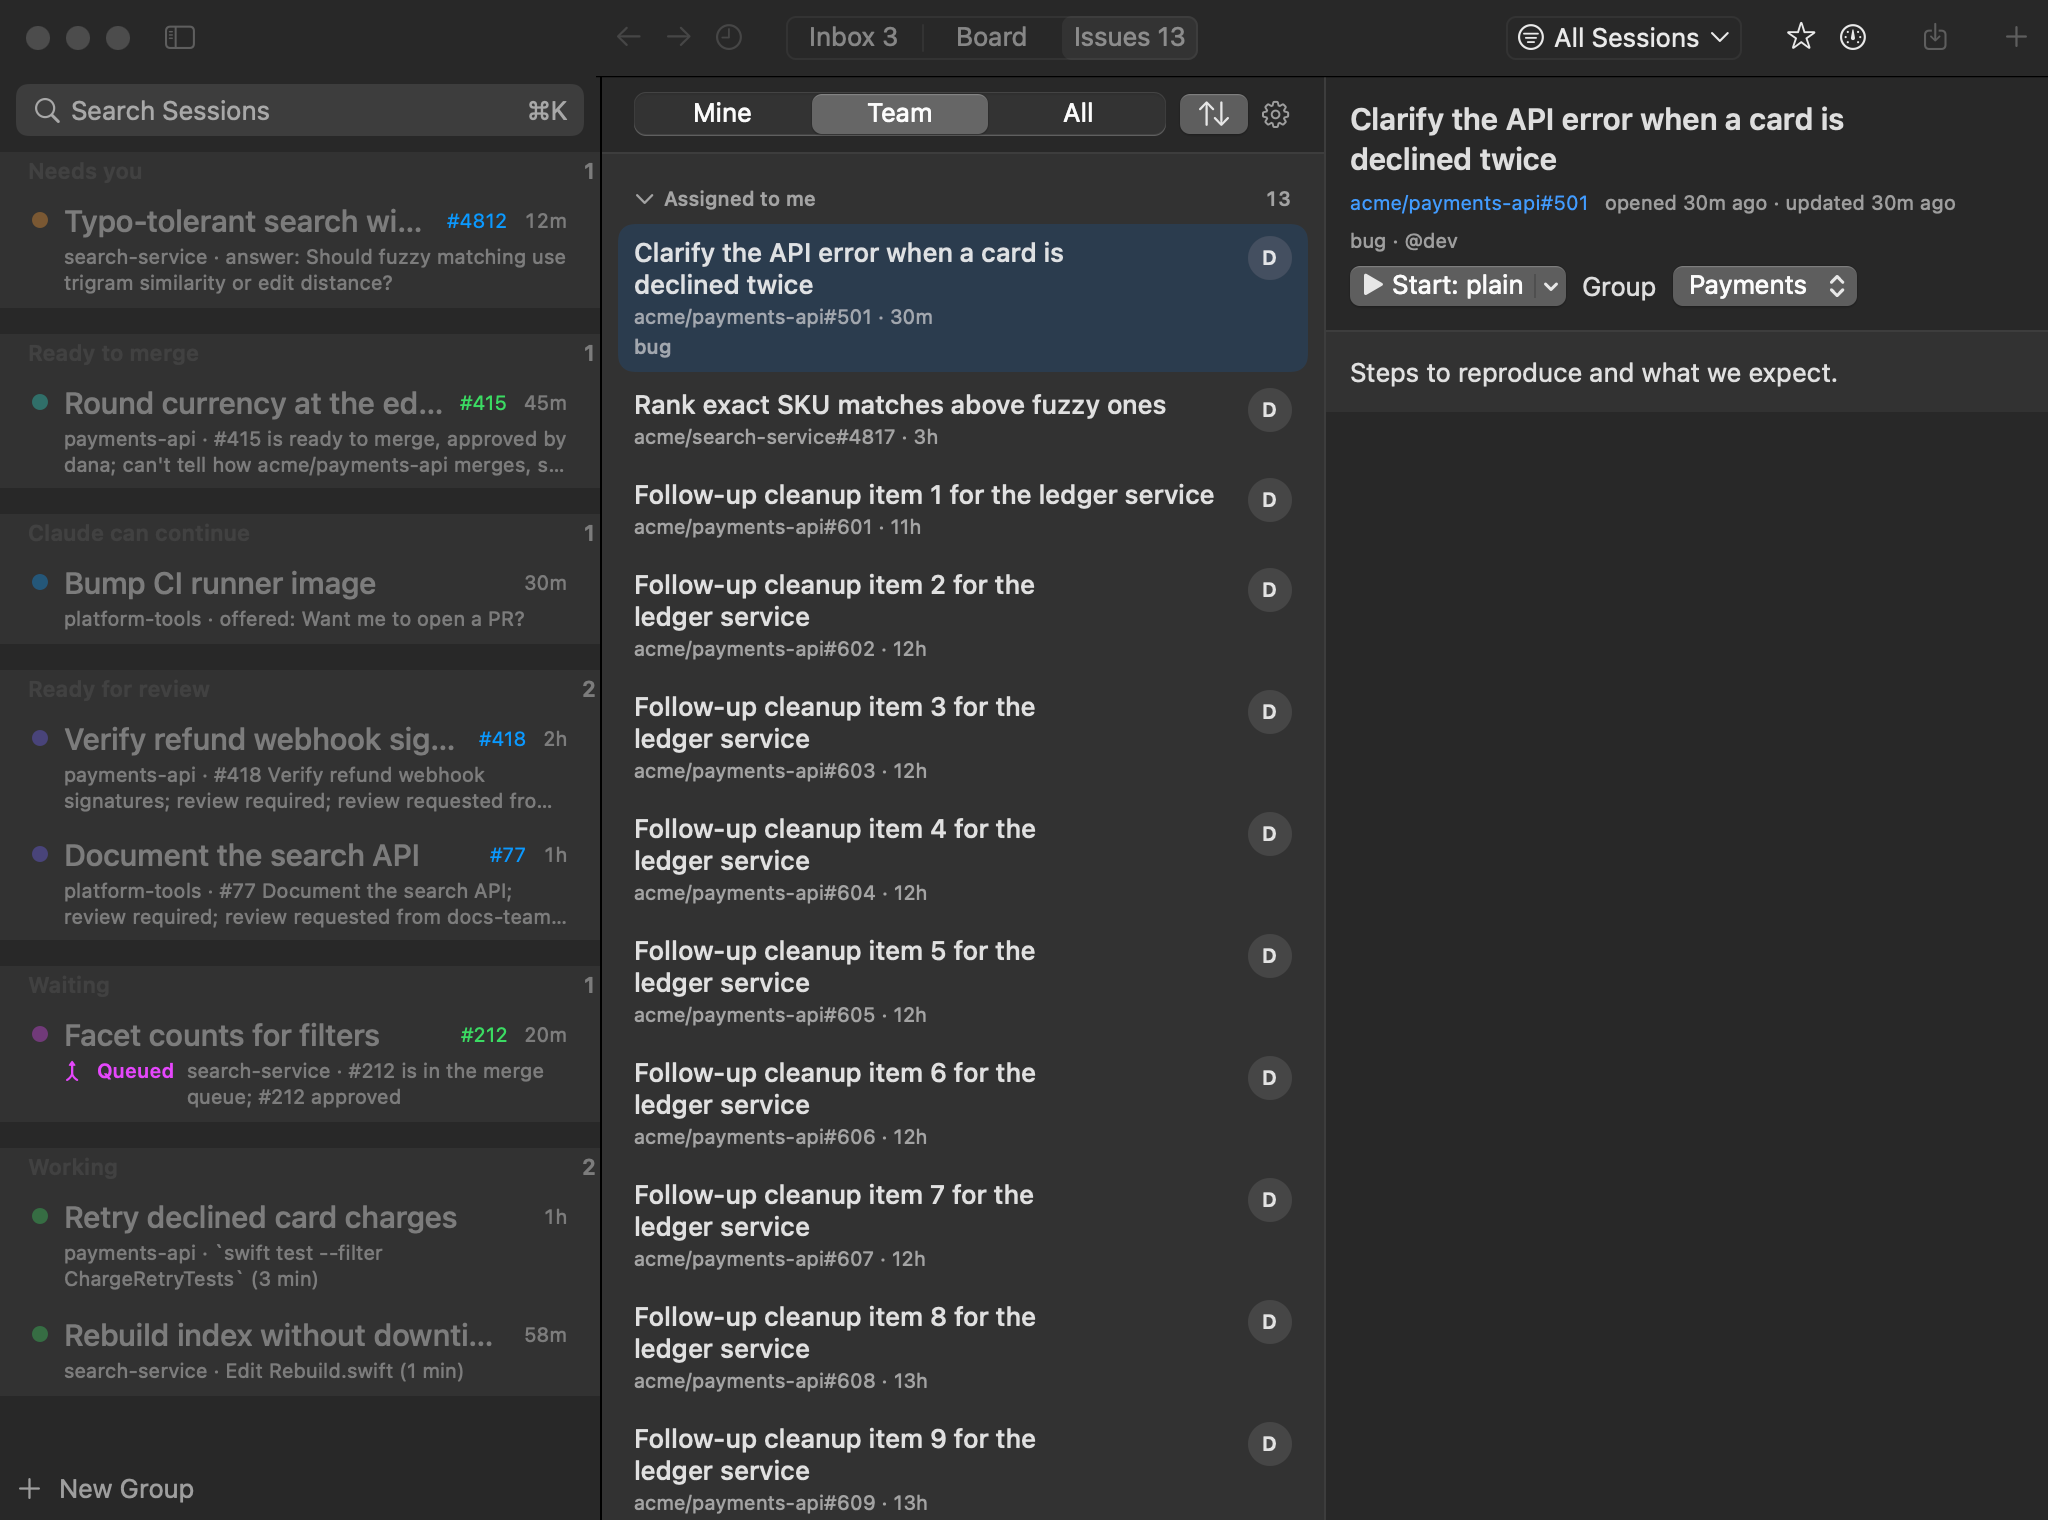 Inbox 3
Board
Issues 13
All Sessions
Search Sessions
⌘K
Needs you
1
Typo-tolerant search wi... #4812 12m
search-service · answer: Should fuzzy matching use
trigram similarity or edit distance?
Ready to merge
1
Round currency at the ed... #415 45m
payments-api · #415 is ready to merge, approved by
dana; can't tell how acme/payments-api merges, s...
Claude can continue
1
Bump CI runner image 30m
platform-tools · offered: Want me to open a PR?
Ready for review
2
Verify refund webhook sig... #418 2h
payments-api · #418 Verify refund webhook
signatures; review required; review requested fro...
Document the search API #77 1h
platform-tools · #77 Document the search API;
review required; review requested from docs-team...
Waiting
1
Facet counts for filters #212 20m
Queued search-service · #212 is in the merge
queue; #212 approved
Working
2
Retry declined card charges 1h
payments-api · `swift test --filter
ChargeRetryTests` (3 min)
Rebuild index without downti... 58m
search-service · Edit Rebuild.swift (1 min)
New Group
Mine
Team
All
Assigned to me
13
Clarify the API error when a card is
declined twice
D
acme/payments-api#501 · 30m
bug
Rank exact SKU matches above fuzzy ones
D
acme/search-service#4817 · 3h
Follow-up cleanup item 1 for the ledger service
D
acme/payments-api#601 · 11h
Follow-up cleanup item 2 for the
ledger service
D
acme/payments-api#602 · 12h
Follow-up cleanup item 3 for the
ledger service
D
acme/payments-api#603 · 12h
Follow-up cleanup item 4 for the
ledger service
D
acme/payments-api#604 · 12h
Follow-up cleanup item 5 for the
ledger service
D
acme/payments-api#605 · 12h
Follow-up cleanup item 6 for the
ledger service
D
acme/payments-api#606 · 12h
Follow-up cleanup item 7 for the
ledger service
D
acme/payments-api#607 · 12h
Follow-up cleanup item 8 for the
ledger service
D
acme/payments-api#608 · 13h
Follow-up cleanup item 9 for the
ledger service
D
acme/payments-api#609 · 13h
Clarify the API error when a card is
declined twice
acme/payments-api#501 opened 30m ago · updated 30m ago
bug · @dev
Start: plain
Group
Payments
Steps to reproduce and what we expect.